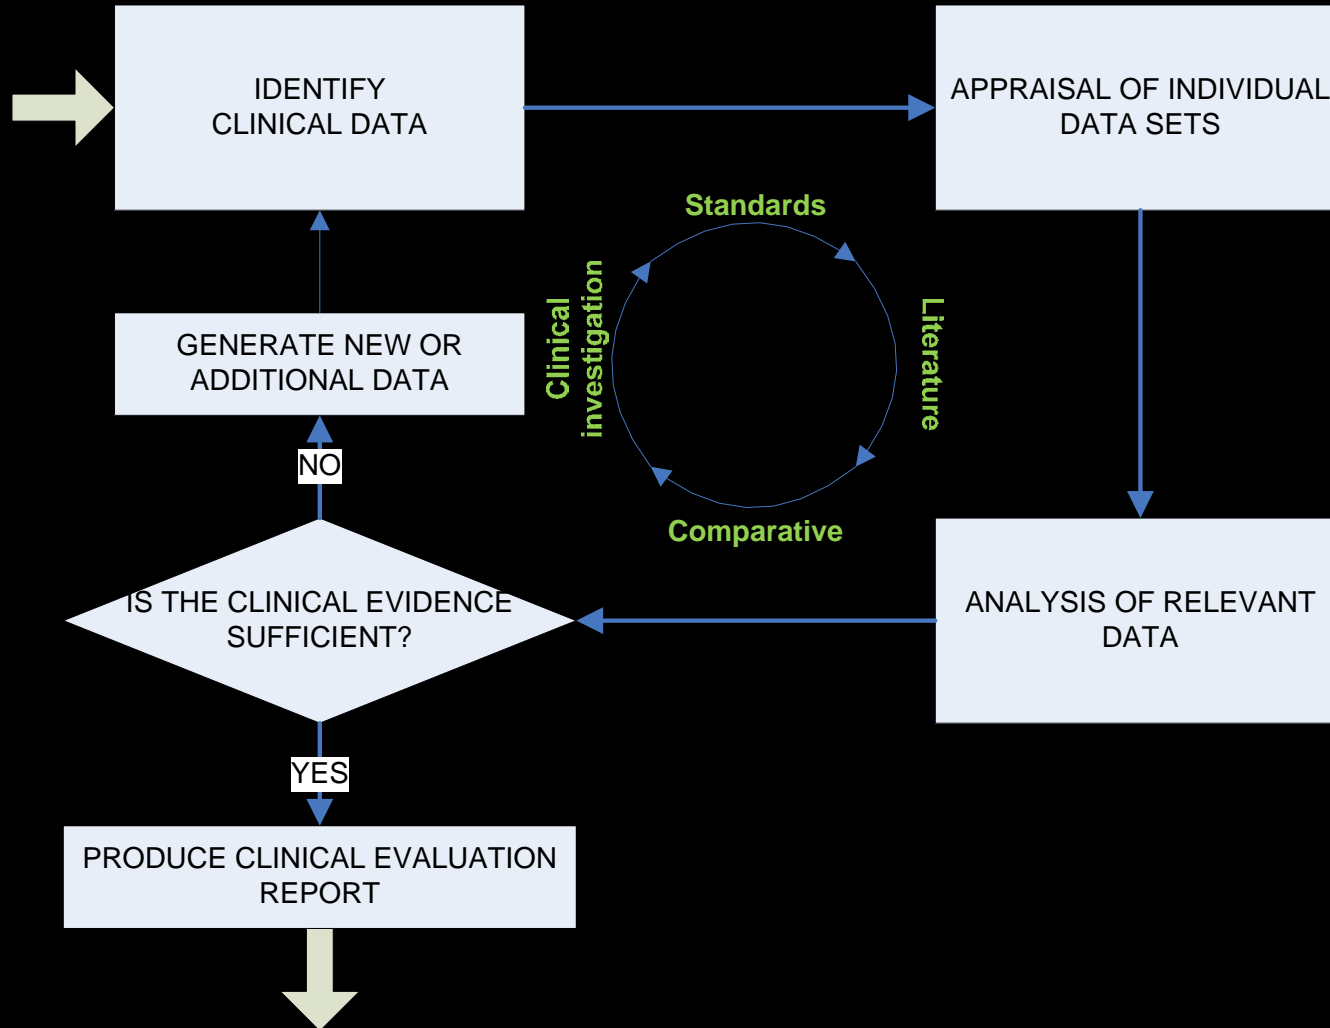 IDENTIFY
CLINICAL DATA
APPRAISAL OF INDIVIDUAL
DATA SETS
Standards
Clinical
investigation
Literature
Comparative
GENERATE NEW OR
ADDITIONAL DATA
NO
IS THE CLINICAL EVIDENCE
SUFFICIENT?
ANALYSIS OF RELEVANT
DATA
YES
PRODUCE CLINICAL EVALUATION
REPORT